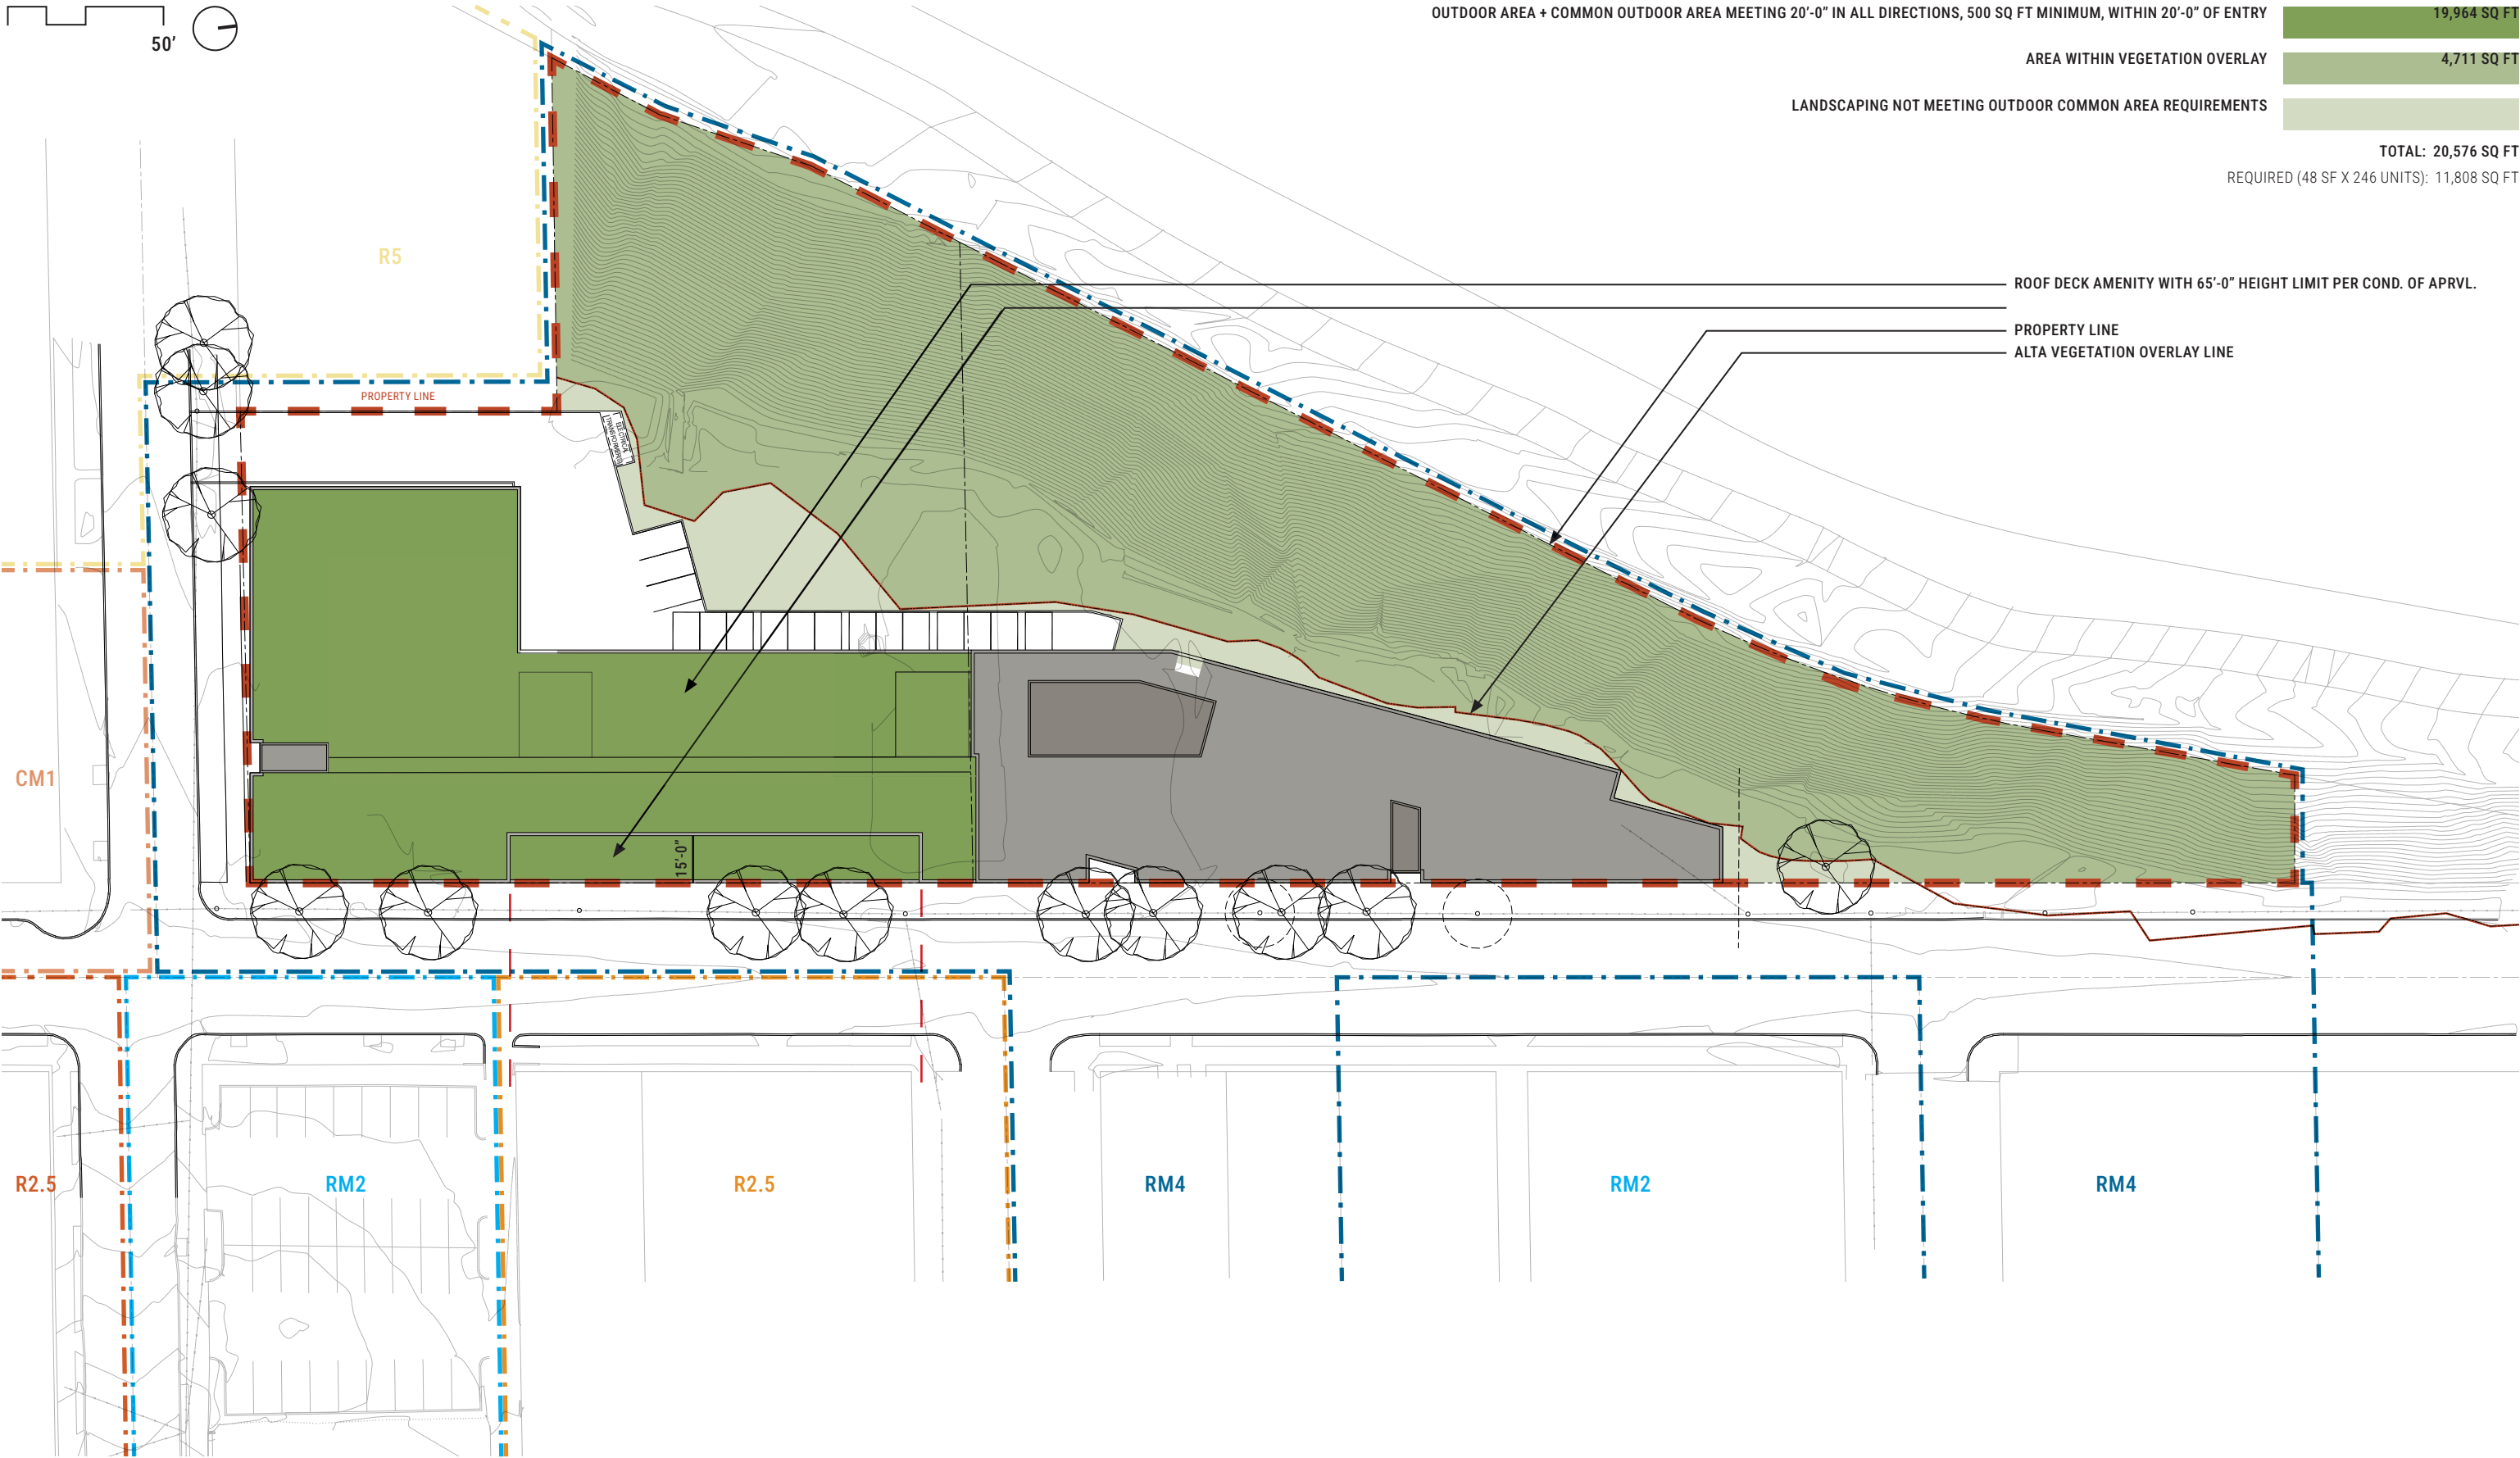 50’
OUTDOOR AREA + COMMON OUTDOOR AREA MEETING 20’-0” IN ALL DIRECTIONS, 500 SQ FT MINIMUM, WITHIN 20’-0” OF ENTRY
19,964 SQ FT
AREA WITHIN VEGETATION OVERLAY
4,711 SQ FT
LANDSCAPING NOT MEETING OUTDOOR COMMON AREA REQUIREMENTS
TOTAL: 20,576 SQ FT
REQUIRED (48 SF X 246 UNITS): 11,808 SQ FT
R5
ROOF DECK AMENITY WITH 65’-0” HEIGHT LIMIT PER COND. OF APRVL.
PROPERTY LINE
ALTA VEGETATION OVERLAY LINE
PROPERTY LINE
ELECTRICAL
TRANSFORMERS
CM1
15’-0”
R2.5
RM2
R2.5
RM4
RM2
RM4